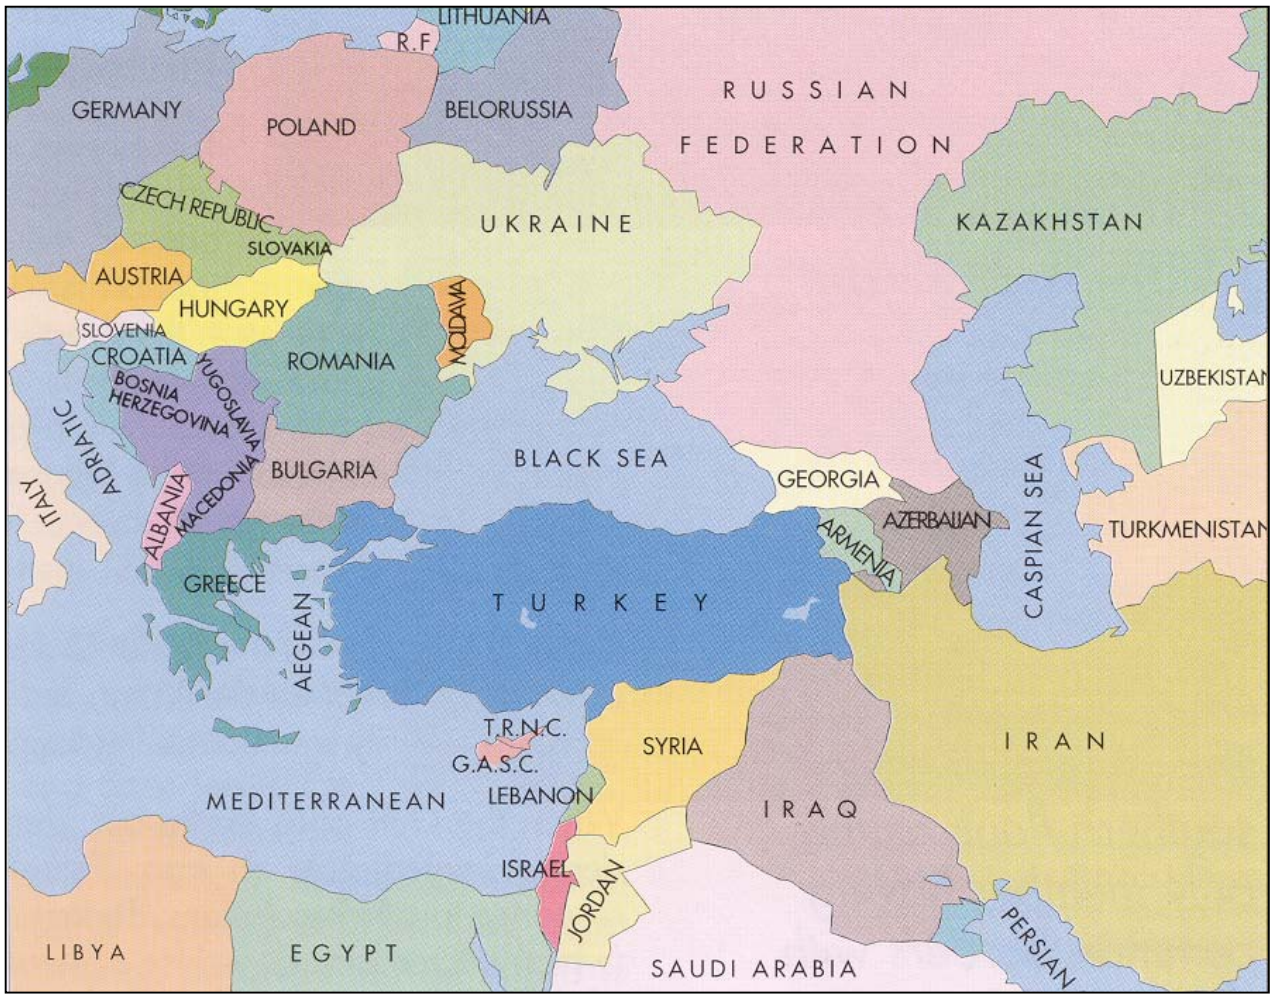 LITHUANIA
R.F.
GERMANY
POLAND
BELORUSSIA
RUSSIAN
FEDERATION
CZECH REPUBLIC
SLOVAKIA
UKRAINE
KAZAKHSTAN
AUSTRIA
HUNGARY
MOLDAVIA
SLOVENIA
CROATIA
ROMANIA
BOSNIA
HERZEGOVINA
YUGOSLAVIA
UZBEKISTAN
ADRIATIC
ITALY
ALBANIA
MACEDONIA
BULGARIA
BLACK SEA
GEORGIA
ARMENIA
AZERBAIJAN
CASPIAN SEA
TURKMENISTAN
GREECE
AEGEAN
TURKEY
T.R.N.C.
G.A.S.C.
SYRIA
IRAN
MEDITERRANEAN
LEBANON
IRAQ
ISRAEL
JORDAN
LIBYA
EGYPT
SAUDI ARABIA
PERSIAN